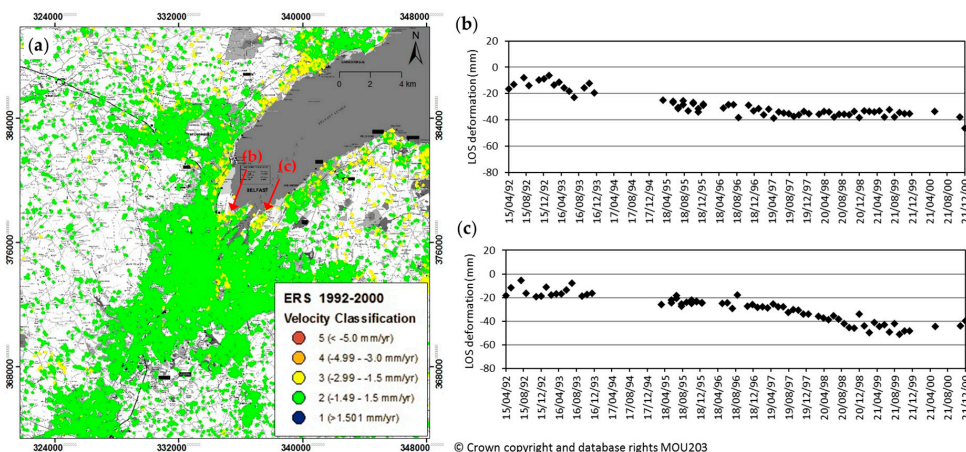 324000 332000 340000 348000
(a)
N
0 2 4 km
384000 384000
(b) (c)
BELFAST
376000 376000
368000 368000
ERS 1992-2000
Velocity Classification
5 (< -5.0 mm/yr)
4 (-4.99 - -3.0 mm/yr)
3 (-2.99 - -1.5 mm/yr)
2 (-1.49 - 1.5 mm/yr)
1 (>1.501 mm/yr)
324000 332000 340000 348000
(b)
LOS deformation (mm)
20
0
-20
-40
-60
-80
15/04/92 15/08/92 15/12/92 16/04/93 16/08/93 16/12/93 17/04/94 17/08/94 17/12/94 18/04/95 18/08/95 18/12/95 18/04/96 18/08/96 18/12/96 19/04/97 19/08/97 19/12/97 20/04/98 20/08/98 20/12/98 21/04/99 21/08/99 21/12/99 21/04/00 21/08/00 21/12/00
(c)
LOS deformation (mm)
20
0
-20
-40
-60
-80
15/04/92 15/08/92 15/12/92 16/04/93 16/08/93 16/12/93 17/04/94 17/08/94 17/12/94 18/04/95 18/08/95 18/12/95 18/04/96 18/08/96 18/12/96 19/04/97 19/08/97 19/12/97 20/04/98 20/08/98 20/12/98 21/04/99 21/08/99 21/12/99 21/04/00 21/08/00
© Crown copyright and database rights MOU203